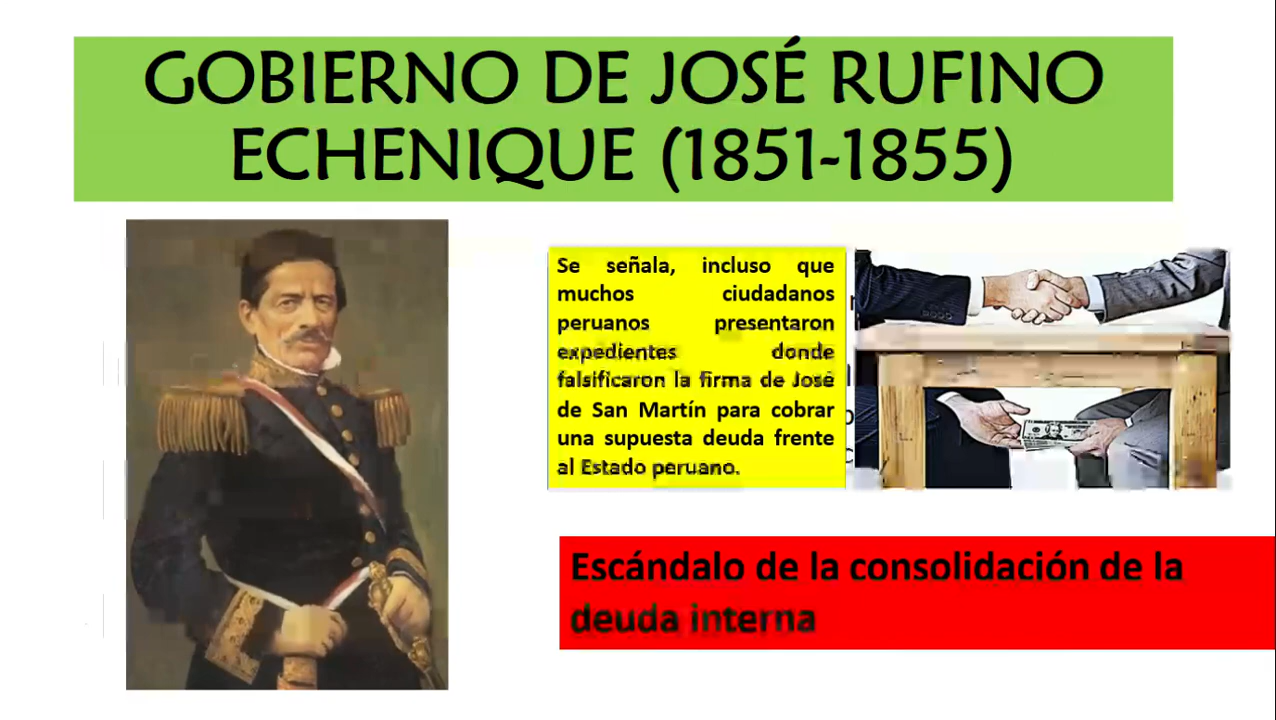 GOBIERNO DE JOSÉ RUFINO
ECHENIQUE (1851-1855)
Se señala, incluso que
muchos ciudadanos
peruanos presentaron
expedientes donde
falsificaron la firma de José
de San Martín para cobrar
una supuesta deuda frente
al Estado peruano.
Escándalo de la consolidación de la
deuda interna